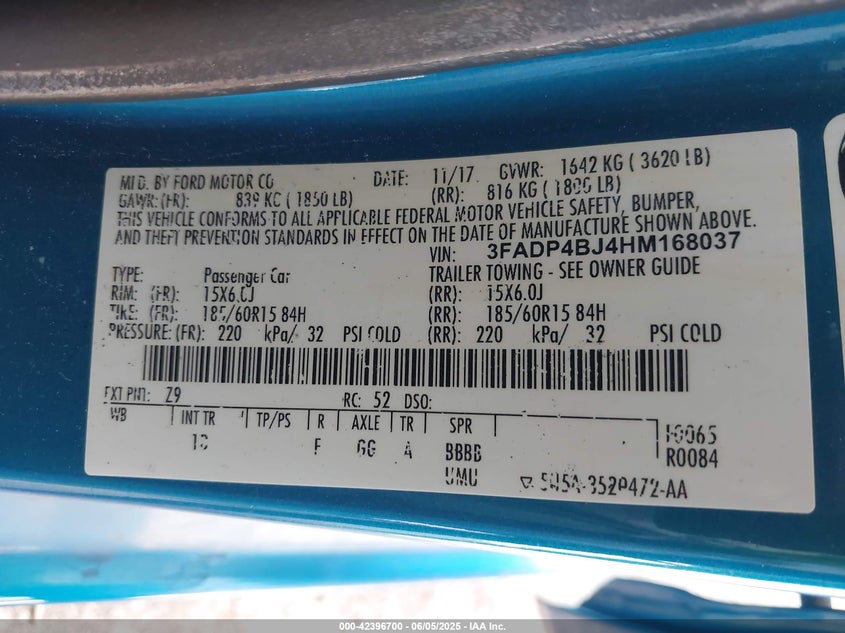 MFD. BY FORD MOTOR CO DATE: 11/17 GVWR: 1642 KG ( 3620 LB)
GAWR: (FR): 839 KG ( 1850 LB) (RR): 816 KG ( 1800 LB)
THIS VEHICLE CONFORMS TO ALL APPLICABLE FEDERAL MOTOR VEHICLE SAFETY, BUMPER,
AND THEFT PREVENTION STANDARDS IN EFFECT ON THE DATE OF MANUFACTURE SHOWN ABOVE.
VIN: 3FADP4BJ4HM168037
TYPE: Passenger Car TRAILER TOWING - SEE OWNER GUIDE
RIM: (FR): 15X6.0J (RR): 15X6.0J
TIRE: (FR): 185/60R15 84H (RR): 185/60R15 84H
PRESSURE: (FR): 220 kPa/ 32 PSI COLD (RR): 220 kPa/ 32 PSI COLD
EXT PNT: Z9 RC: 52 DSO:
WB INT TR TP/PS R AXLE TR SPR
F GG A BBBB
UMU
R0084
000-42396700 - 06/05/2025 - IAA Inc.